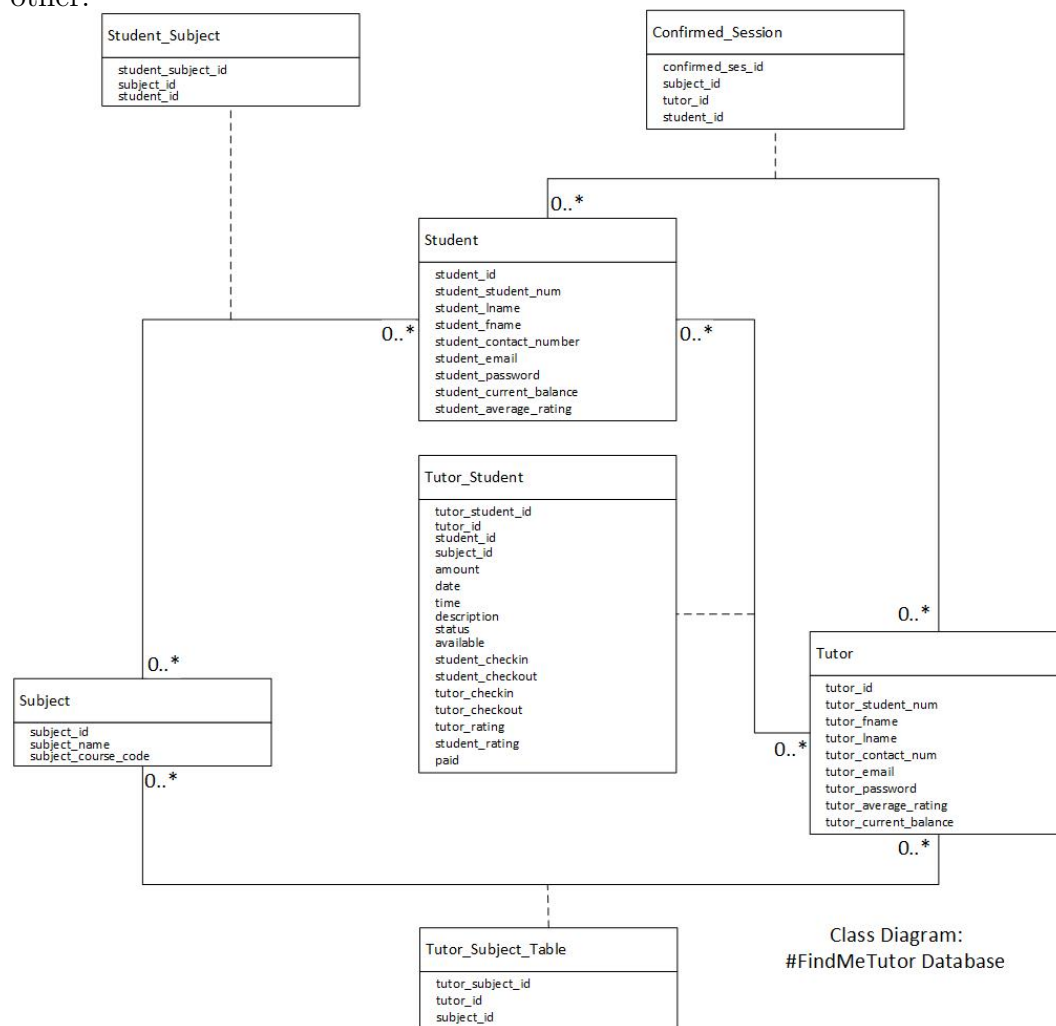 other.
Student_Subject
student_subject_id
subject_id
student_id
Confirmed_Session
confirmed_ses_id
subject_id
tutor_id
student_id
0..*
Student
student_id
student_student_num
student_lname
student_fname
student_contact_number
student_email
student_password
student_current_balance
student_average_rating
0..*
0..*
Tutor_Student
tutor_student_id
tutor_id
student_id
subject_id
amount
date
time
description
status
available
student_checkin
student_checkout
tutor_checkin
tutor_checkout
tutor_rating
student_rating
paid
0..*
0..*
Subject
subject_id
subject_name
subject_course_code
0..*
Tutor
tutor_id
tutor_student_num
tutor_fname
tutor_lname
tutor_contact_num
tutor_email
tutor_password
tutor_average_rating
tutor_current_balance
0..*
0..*
Tutor_Subject_Table
tutor_subject_id
tutor_id
subject_id
Class Diagram:
#FindMeTutor Database